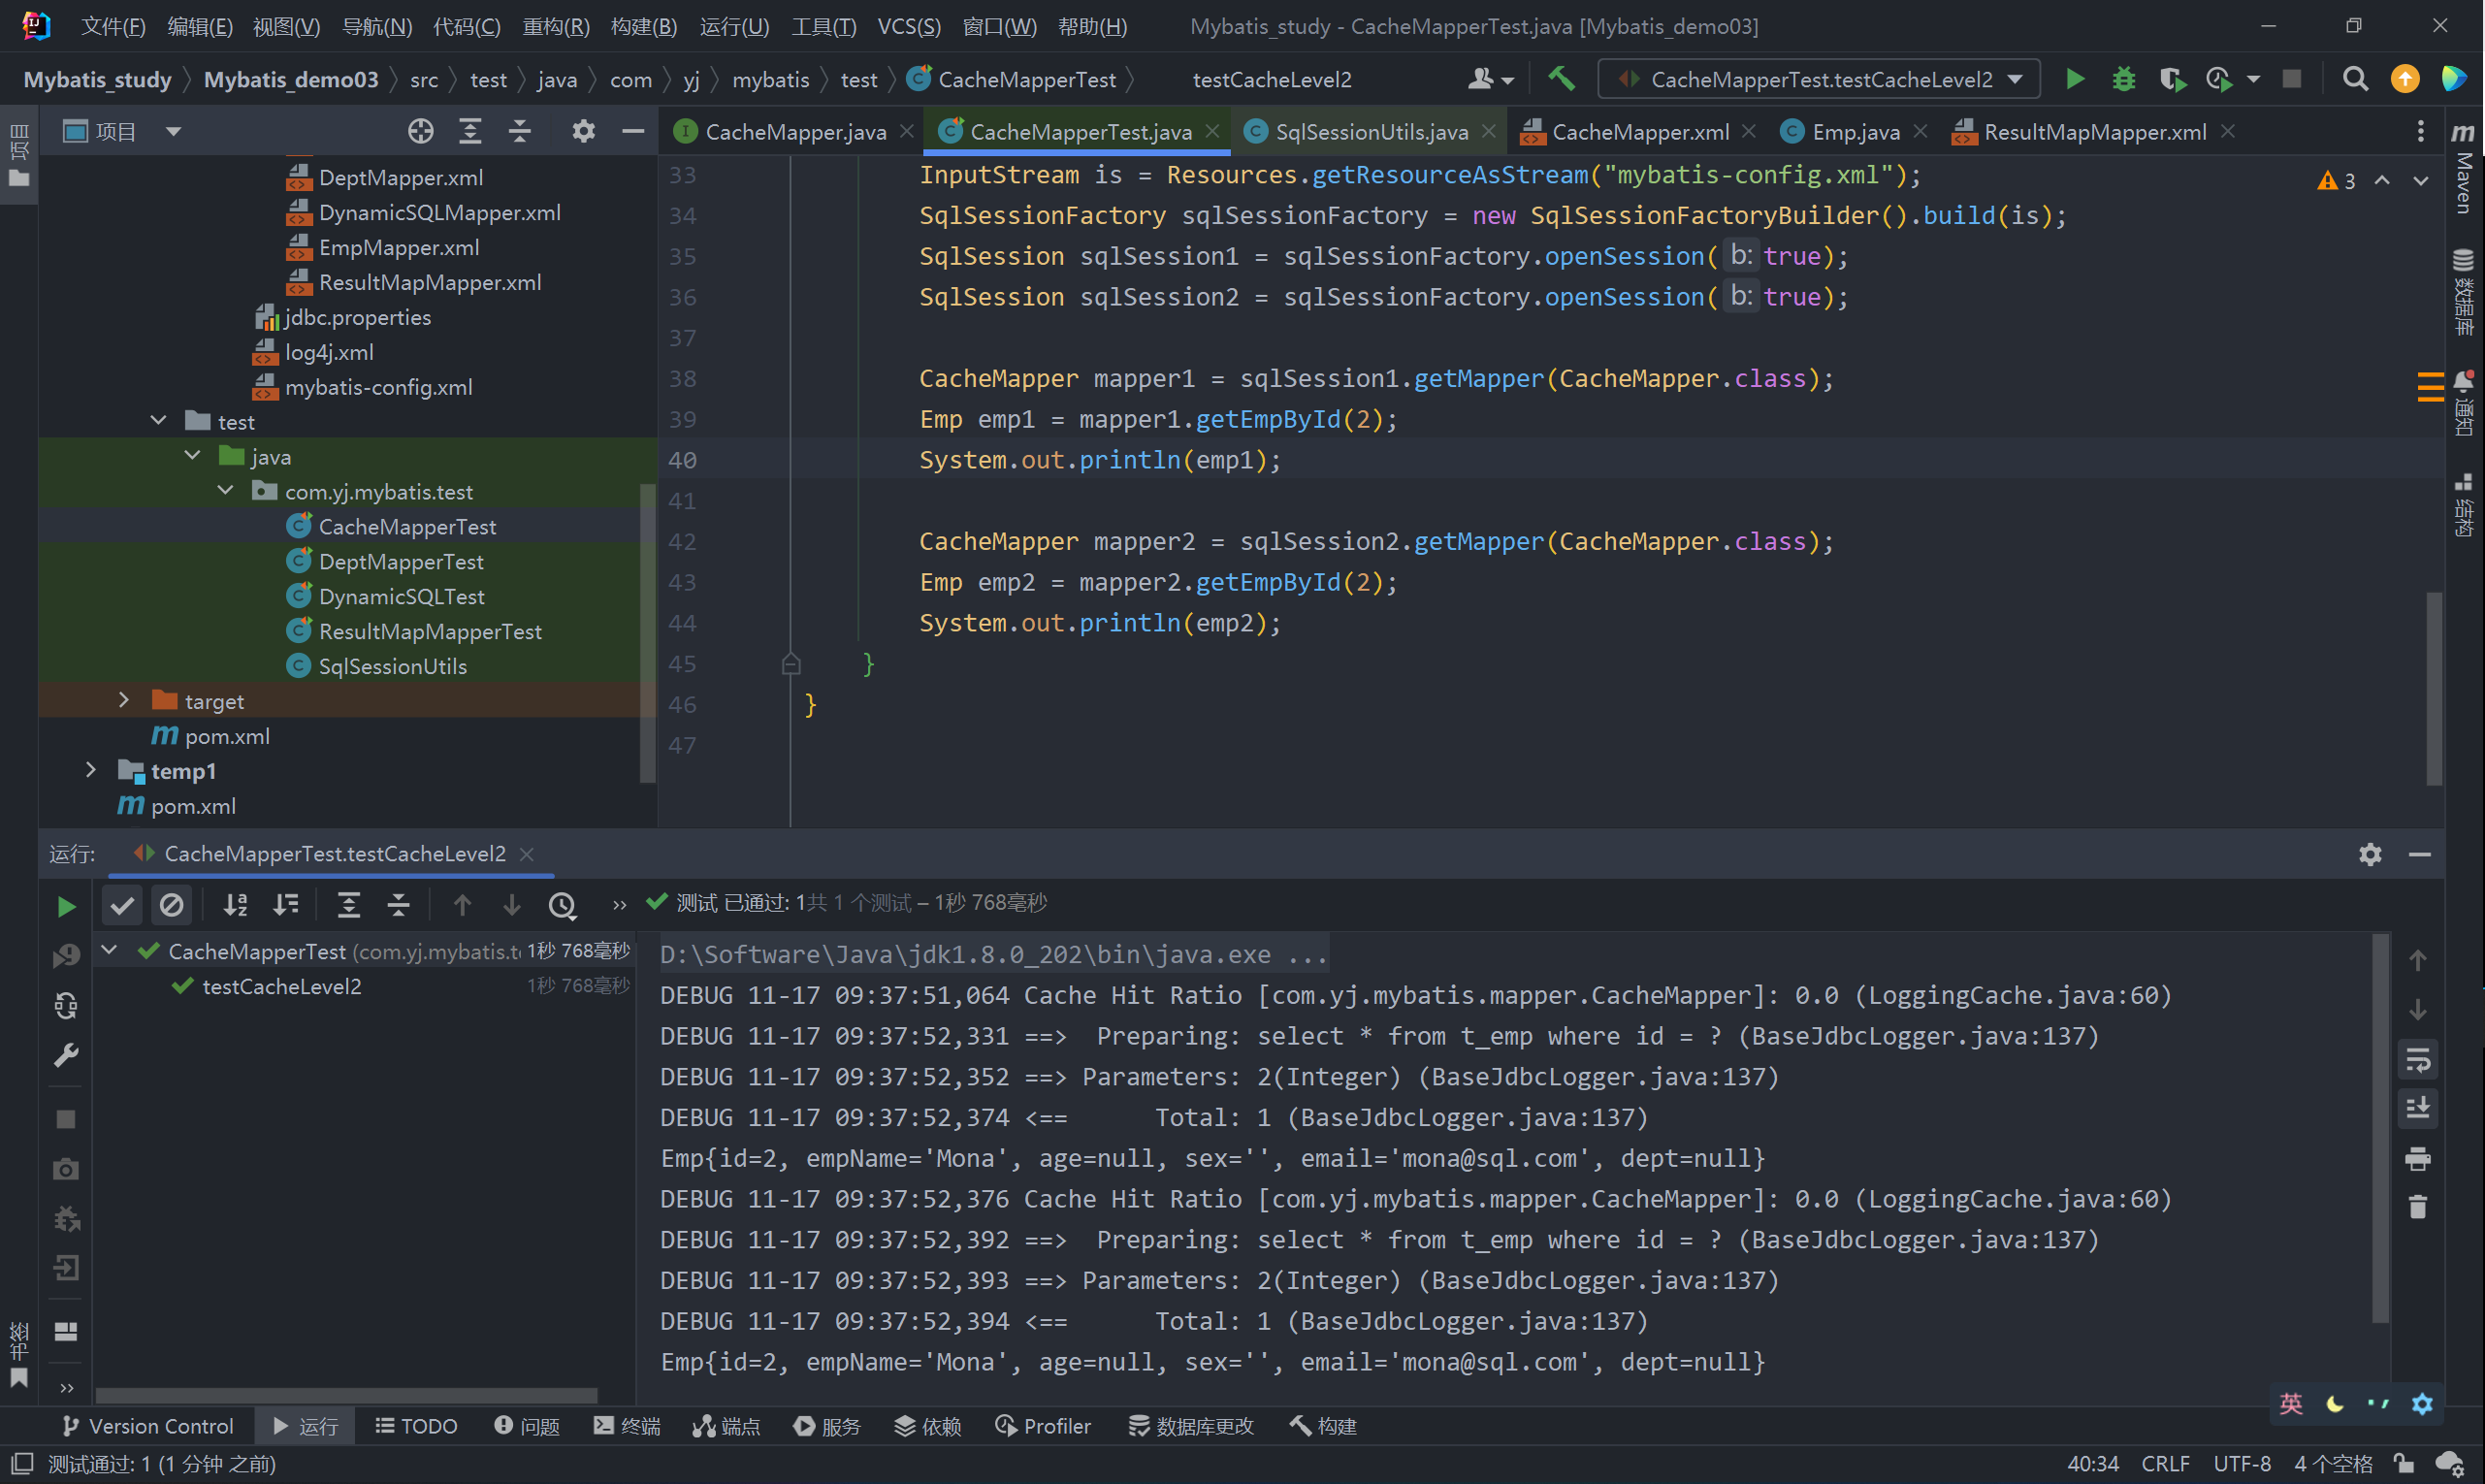 文件(F) 编辑(E) 视图(V) 导航(N) 代码(C) 重构(R) 构建(B) 运行(U) 工具(T) VCS(S) 窗口(W) 帮助(H) Mybatis_study - CacheMapperTest.java [Mybatis_demo03]
Mybatis_study Mybatis_demo03 src test java com yj mybatis test CacheMapperTest testCacheLevel2 CacheMapperTest.testCacheLevel2
项目
项目
CacheMapper.java CacheMapperTest.java SqlSessionUtils.java CacheMapper.xml Emp.java ResultMapMapper.xml
DeptMapper.xml
DynamicSQLMapper.xml
EmpMapper.xml
ResultMapMapper.xml
jdbc.properties
log4j.xml
mybatis-config.xml
test
java
com.yj.mybatis.test
CacheMapperTest
DeptMapperTest
DynamicSQLTest
ResultMapMapperTest
SqlSessionUtils
target
pom.xml
temp1
pom.xml
33 InputStream is = Resources.getResourceAsStream("mybatis-config.xml");
34 SqlSessionFactory sqlSessionFactory = new SqlSessionFactoryBuilder().build(is);
35 SqlSession sqlSession1 = sqlSessionFactory.openSession( b: true);
36 SqlSession sqlSession2 = sqlSessionFactory.openSession( b: true);
37
38 CacheMapper mapper1 = sqlSession1.getMapper(CacheMapper.class);
39 Emp emp1 = mapper1.getEmpById(2);
40 System.out.println(emp1);
41
42 CacheMapper mapper2 = sqlSession2.getMapper(CacheMapper.class);
43 Emp emp2 = mapper2.getEmpById(2);
44 System.out.println(emp2);
45 }
46 }
47
3
Maven
数据库
通知
结构
运行: CacheMapperTest.testCacheLevel2
测试 已通过: 1共 1 个测试 – 1秒 768毫秒
CacheMapperTest (com.yj.mybatis.te 1秒 768毫秒
testCacheLevel2 1秒 768毫秒
D:\Software\Java\jdk1.8.0_202\bin\java.exe ...
DEBUG 11-17 09:37:51,064 Cache Hit Ratio [com.yj.mybatis.mapper.CacheMapper]: 0.0 (LoggingCache.java:60)
DEBUG 11-17 09:37:52,331 ==>  Preparing: select * from t_emp where id = ? (BaseJdbcLogger.java:137)
DEBUG 11-17 09:37:52,352 ==> Parameters: 2(Integer) (BaseJdbcLogger.java:137)
DEBUG 11-17 09:37:52,374 <==      Total: 1 (BaseJdbcLogger.java:137)
Emp{id=2, empName='Mona', age=null, sex='', email='mona@sql.com', dept=null}
DEBUG 11-17 09:37:52,376 Cache Hit Ratio [com.yj.mybatis.mapper.CacheMapper]: 0.0 (LoggingCache.java:60)
DEBUG 11-17 09:37:52,392 ==>  Preparing: select * from t_emp where id = ? (BaseJdbcLogger.java:137)
DEBUG 11-17 09:37:52,393 ==> Parameters: 2(Integer) (BaseJdbcLogger.java:137)
DEBUG 11-17 09:37:52,394 <==      Total: 1 (BaseJdbcLogger.java:137)
Emp{id=2, empName='Mona', age=null, sex='', email='mona@sql.com', dept=null}
书签
英
Version Control 运行 TODO 问题 终端 端点 服务 依赖 Profiler 数据库更改 构建
测试通过: 1 (1 分钟 之前) 40:34 CRLF UTF-8 4 个空格